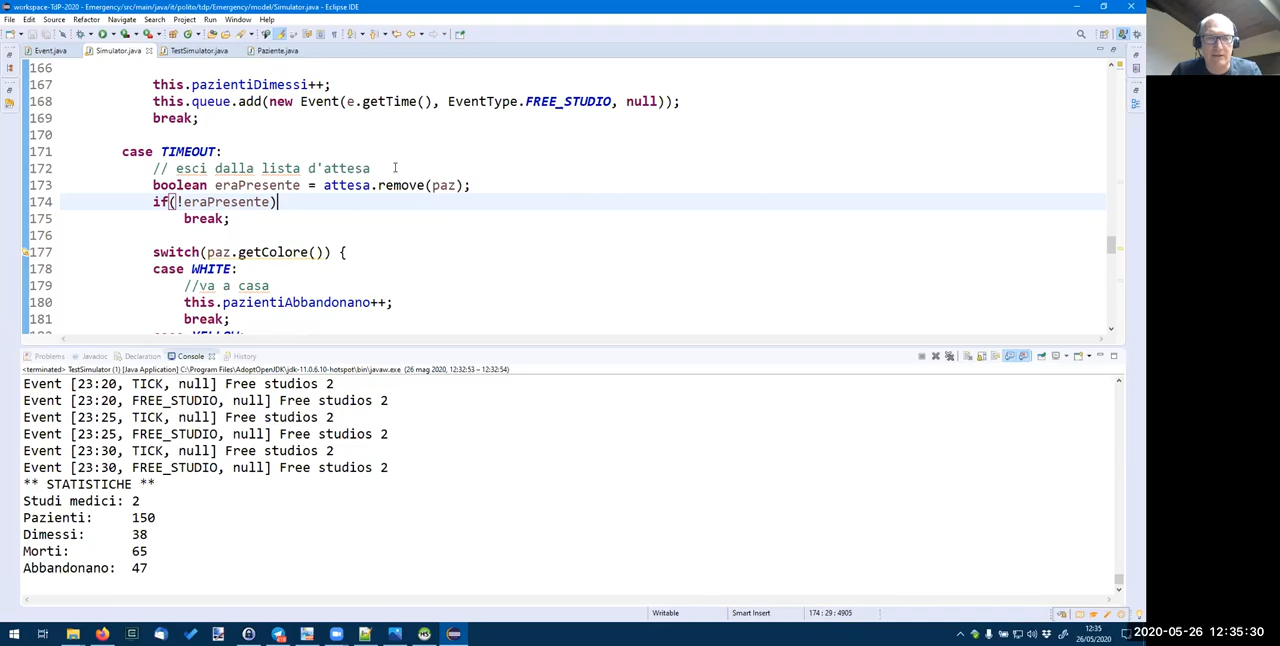 workspace-TdP-2020 - Emergency/src/main/java/it/polito/tdp/Emergency/model/Simulator.java - Eclipse IDE
File Edit Source Refactor Navigate Search Project Run Window Help
Event.java Simulator.java TestSimulator.java Paziente.java
166
167 this.pazientiDimessi++;
168 this.queue.add(new Event(e.getTime(), EventType.FREE_STUDIO, null));
169 break;
170
171 case TIMEOUT:
172 // esci dalla lista d'attesa
173 boolean eraPresente = attesa.remove(paz);
174 if(!eraPresente)
175 break;
176
177 switch(paz.getColore()) {
178 case WHITE:
179 //va a casa
180 this.pazientiAbbandonano++;
181 break;
182 case YELLOW:
Problems Javadoc Declaration Console History
<terminated> TestSimulator (1) [Java Application] C:\Program Files\AdoptOpenJDK\jdk-11.0.6.10-hotspot\bin\javaw.exe (26 mag 2020, 12:32:53 – 12:32:54)
Event [23:20, TICK, null] Free studios 2
Event [23:20, FREE_STUDIO, null] Free studios 2
Event [23:25, TICK, null] Free studios 2
Event [23:25, FREE_STUDIO, null] Free studios 2
Event [23:30, TICK, null] Free studios 2
Event [23:30, FREE_STUDIO, null] Free studios 2
** STATISTICHE **
Studi medici: 2
Pazienti: 150
Dimessi: 38
Morti: 65
Abbandonano: 47
Writable Smart Insert 174 : 29 : 4905
12:35
26/05/2020
2020-05-26 12:35:30